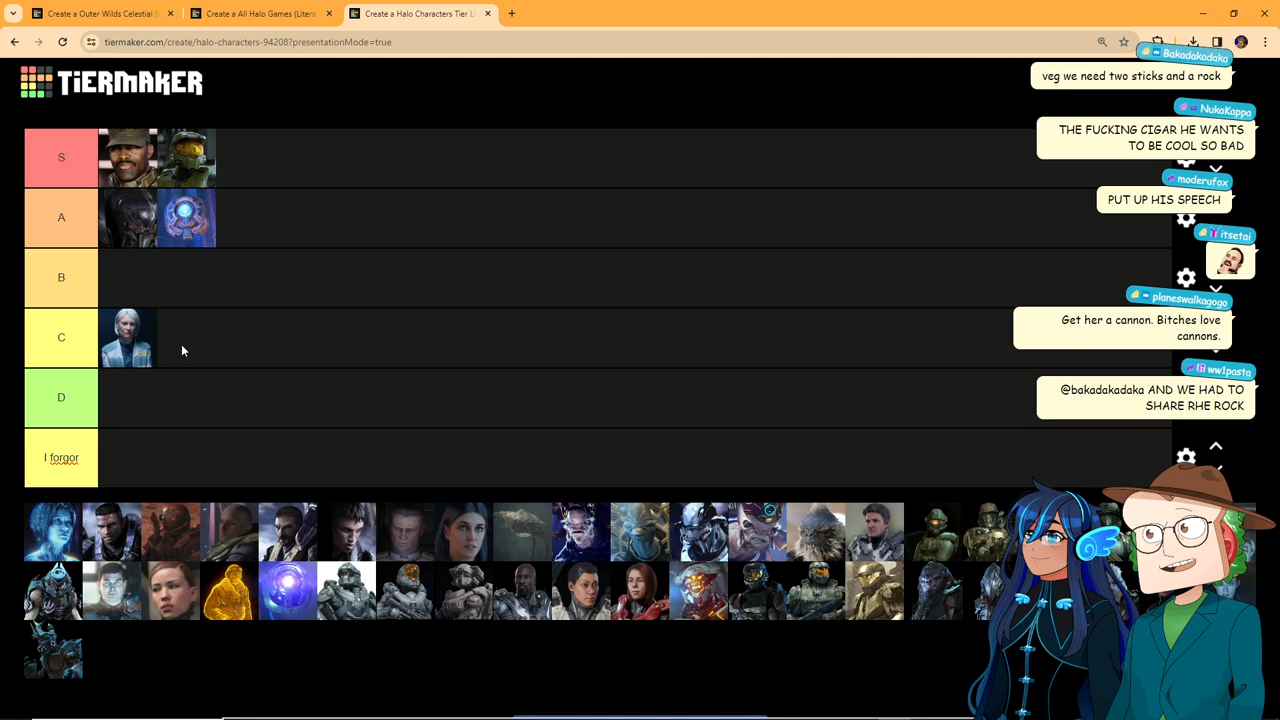 Create a Outer Wilds Celestial B
Create a All Halo Games (Litera
Create a Halo Characters Tier Li
tiermaker.com/create/halo-characters-94208?presentationMode=true
TiERMAKER
S
A
B
C
D
I forgor
Bakadakadaka
veg we need two sticks and a rock
NukaKappa
THE FUCKING CIGAR HE WANTS
TO BE COOL SO BAD
moderufox
PUT UP HIS SPEECH
itsetai
planeswalkagogo
Get her a cannon. Bitches love
cannons.
ww1pasta
@bakadakadaka AND WE HAD TO
SHARE RHE ROCK